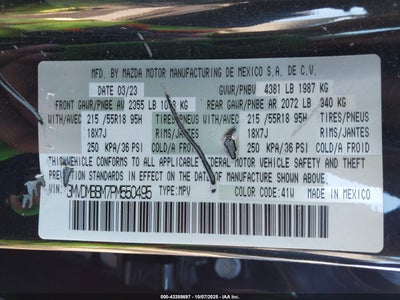 MFD. BY MAZDA MOTOR MANUFACTURING DE MEXICO S.A. DE C.V.
DATE 03/23 GVWR/PNBV 4381 LB 1987 KG
FRONT GAWR/PNBE AV 2355 LB REAR GAWR/PNBE AR 2072 LB 340 KG
WITH/AVEC 215 /55R18 95H TIRES/PNEUS WITH/AVEC 215 /55R18 95H TIRES/PNEUS
18X7J RIMS/JANTES 18X7J RIMS/JANTES
250 KPA/36 PSI COLD/A FROID 250 KPA/36 PSI COLD/A FROID
THIS VEHICLE CONFORMS TO ALL APPLICABLE FEDERAL MOTOR VEHICLE SAFETY AND THEFT
PREVENTION STANDARDS IN EFFECT ON THE DATE OF MANUFACTURE SHOWN ABOVE.
VIN: TYPE: MPV COLOR CODE: 41W MADE IN MEXICO
000-43388687 - 10/07/2025 - IAA Inc.